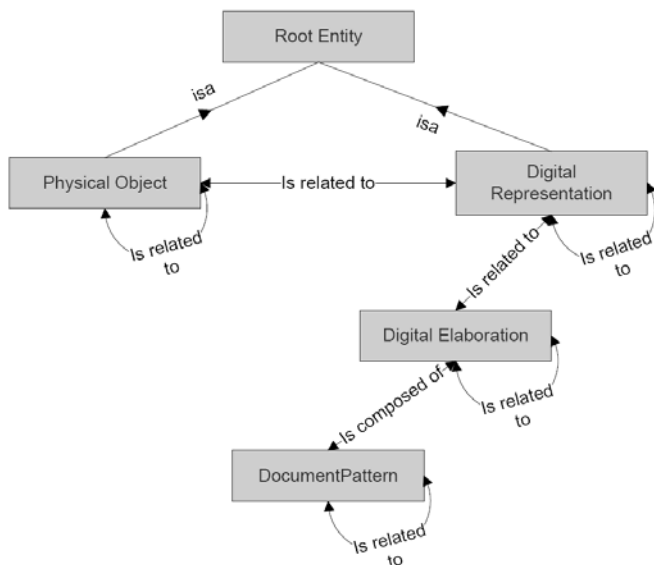 Root Entity
isa
isa
Physical Object
Is related to
Digital
Representation
Is related
to
Is related
to
Is related to
Digital Elaboration
Is composed of
Is related
to
DocumentPattern
Is related
to